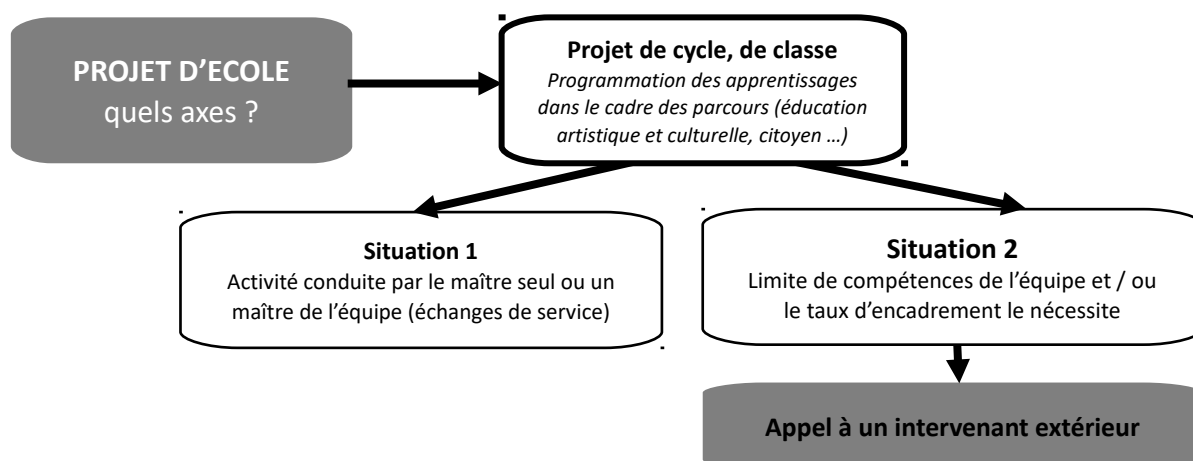 PROJET D’ECOLE
quels axes ?
Projet de cycle, de classe
Programmation des apprentissages
dans le cadre des parcours (éducation
artistique et culturelle, citoyen …)
Situation 1
Activité conduite par le maître seul ou un
maître de l’équipe (échanges de service)
Situation 2
Limite de compétences de l’équipe et / ou
le taux d’encadrement le nécessite
Appel à un intervenant extérieur